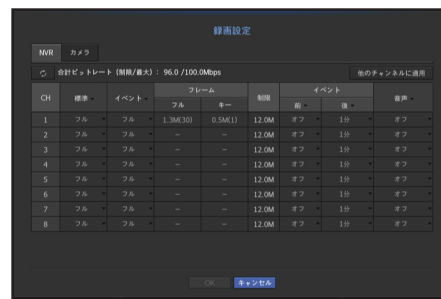 録画設定
NVR カメラ
合計ビットレート (制限/最大) : 96.0 /100.0Mbps 他のチャンネルに適用
CH 標準 イベント フレーム 制限 イベント 音声
フル キー 前 後
1 フル フル 1.3M(30) 0.5M(1) 12.0M オフ 1分 オフ
2 フル フル – – 12.0M オフ 1分 オフ
3 フル フル – – 12.0M オフ 1分 オフ
4 フル フル – – 12.0M オフ 1分 オフ
5 フル フル – – 12.0M オフ 1分 オフ
6 フル フル – – 12.0M オフ 1分 オフ
7 フル フル – – 12.0M オフ 1分 オフ
8 フル フル – – 12.0M オフ 1分 オフ
OK キャンセル